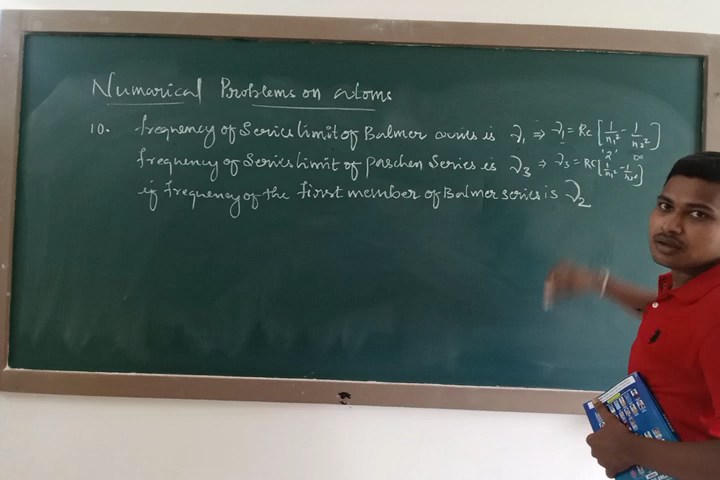 Numarical Problems on atoms
10. frequency of Series limit of Balmer series is ν₁ ⇒ ν₁ = Rc [1/n₁² - 1/n₂²]
'2' ∞
frequency of Series limit of paschen Series is ν₃ ⇒ ν₃ = RC [1/n₁² - 1/n₂²]
if frequency of the first member of Balmer series is ν₂